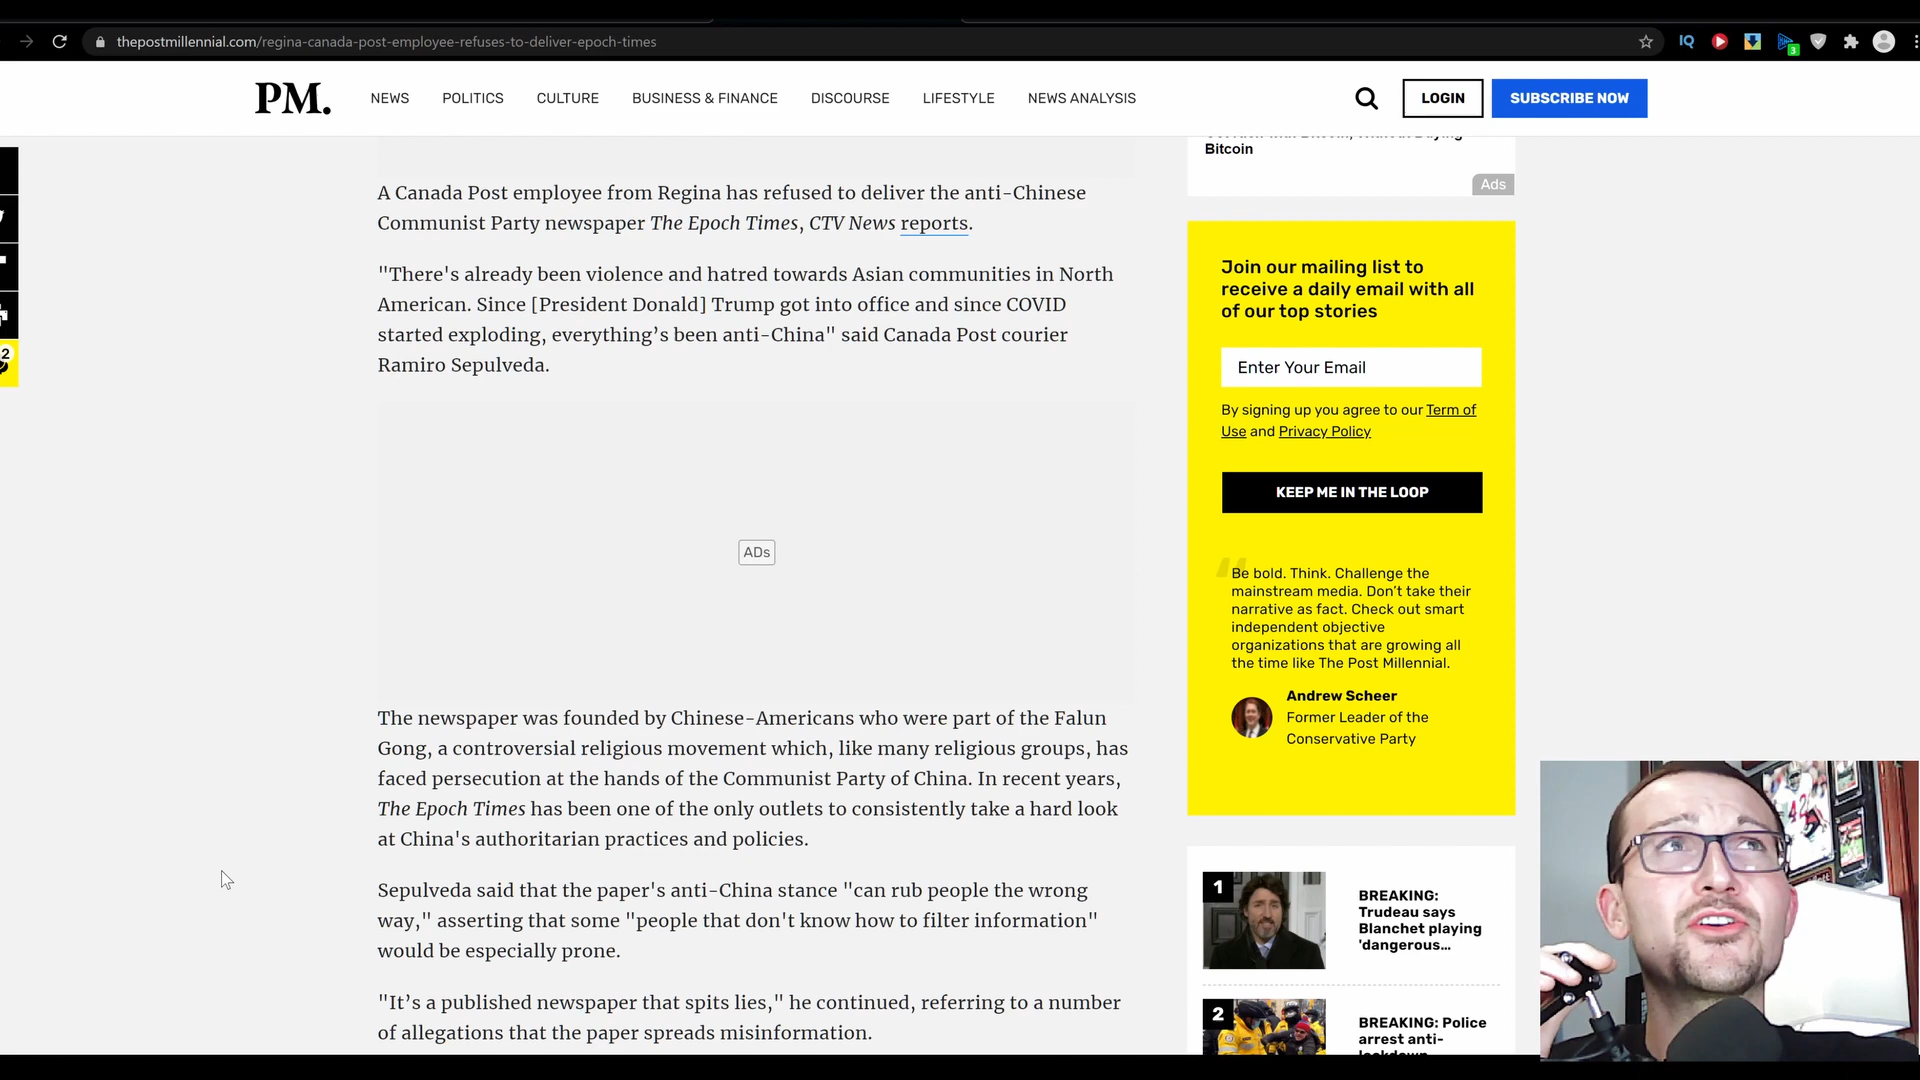 thepostmillennial.com/regina-canada-post-employee-refuses-to-deliver-epoch-times
IQ
3
PM.
NEWS
POLITICS
CULTURE
BUSINESS & FINANCE
DISCOURSE
LIFESTYLE
NEWS ANALYSIS
LOGIN
SUBSCRIBE NOW
2
A Canada Post employee from Regina has refused to deliver the anti-Chinese
Communist Party newspaper The Epoch Times, CTV News reports.
"There's already been violence and hatred towards Asian communities in North
American. Since [President Donald] Trump got into office and since COVID
started exploding, everything’s been anti-China" said Canada Post courier
Ramiro Sepulveda.
ADs
The newspaper was founded by Chinese-Americans who were part of the Falun
Gong, a controversial religious movement which, like many religious groups, has
faced persecution at the hands of the Communist Party of China. In recent years,
The Epoch Times has been one of the only outlets to consistently take a hard look
at China's authoritarian practices and policies.
Sepulveda said that the paper's anti-China stance "can rub people the wrong
way," asserting that some "people that don't know how to filter information"
would be especially prone.
"It’s a published newspaper that spits lies," he continued, referring to a number
of allegations that the paper spreads misinformation.
Bitcoin
Ads
Join our mailing list to
receive a daily email with all
of our top stories
Enter Your Email
By signing up you agree to our Term of
Use and Privacy Policy
KEEP ME IN THE LOOP
Be bold. Think. Challenge the
mainstream media. Don’t take their
narrative as fact. Check out smart
independent objective
organizations that are growing all
the time like The Post Millennial.
Andrew Scheer
Former Leader of the
Conservative Party
1
BREAKING:
Trudeau says
Blanchet playing
'dangerous...
2
BREAKING: Police
arrest anti-
42